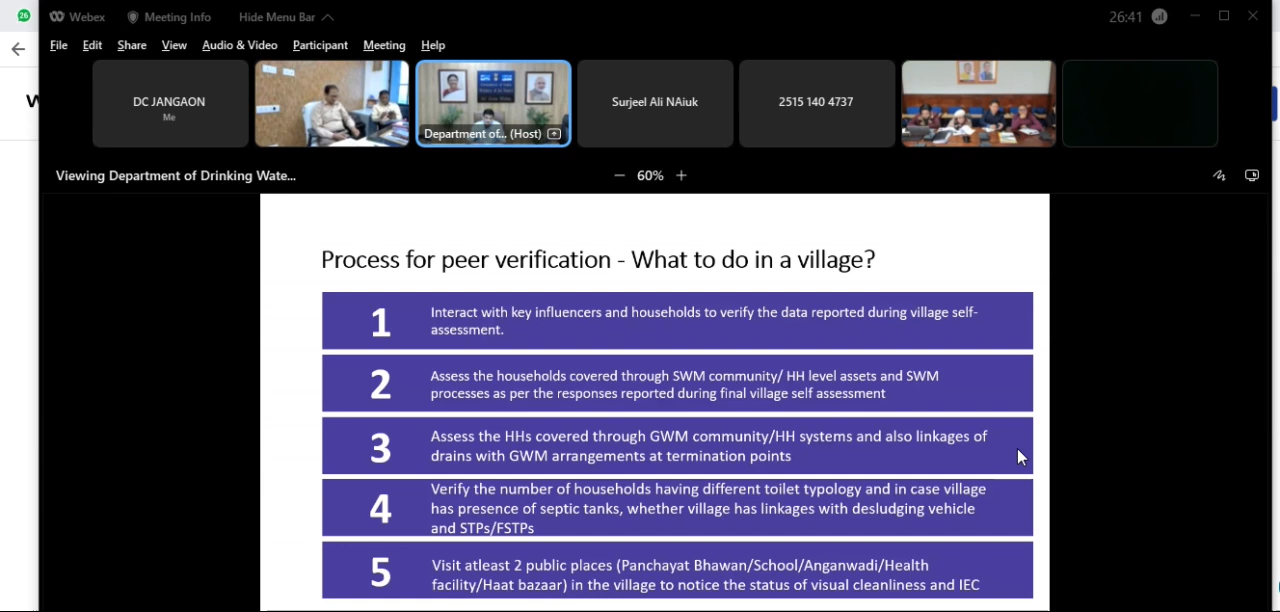 26
Webex
Meeting Info
Hide Menu Bar
26:41
File Edit Share View Audio & Video Participant Meeting Help
DC JANGAON
Me
Department of... (Host)
Surjeel Ali NAiuk
2515 140 4737
Viewing Department of Drinking Wate...
60%
Process for peer verification - What to do in a village?
1
Interact with key influencers and households to verify the data reported during village self-
assessment.
2
Assess the households covered through SWM community/ HH level assets and SWM
processes as per the responses reported during final village self assessment
3
Assess the HHs covered through GWM community/HH systems and also linkages of
drains with GWM arrangements at termination points
4
Verify the number of households having different toilet typology and in case village
has presence of septic tanks, whether village has linkages with desludging vehicle
and STPs/FSTPs
5
Visit atleast 2 public places (Panchayat Bhawan/School/Anganwadi/Health
facility/Haat bazaar) in the village to notice the status of visual cleanliness and IEC